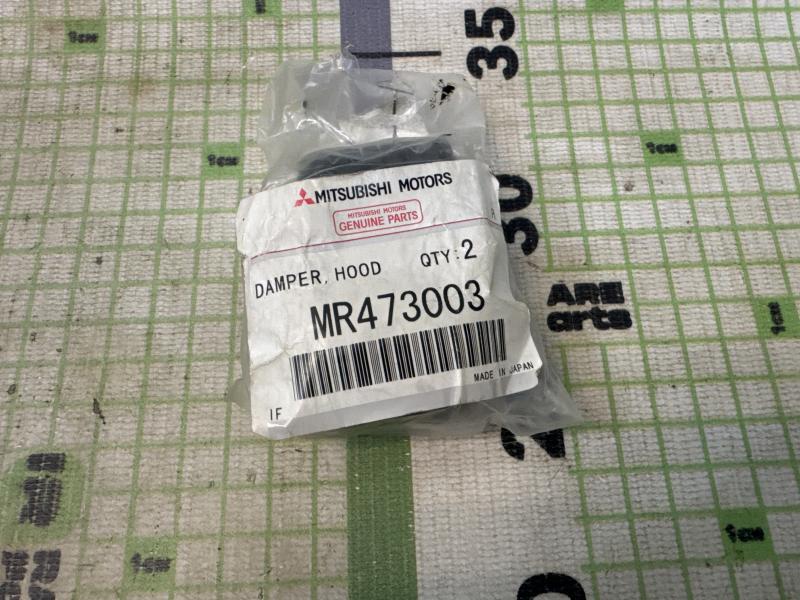 1cm
35
1cm
1cm
MITSUBISHI MOTORS
MITSUBISHI MOTORS
GENUINE PARTS
30
A
DAMPER, HOOD QTY:2
MR473003
ARE
arts
1cm
MADE IN JAPAN
IF
1cm
1cm